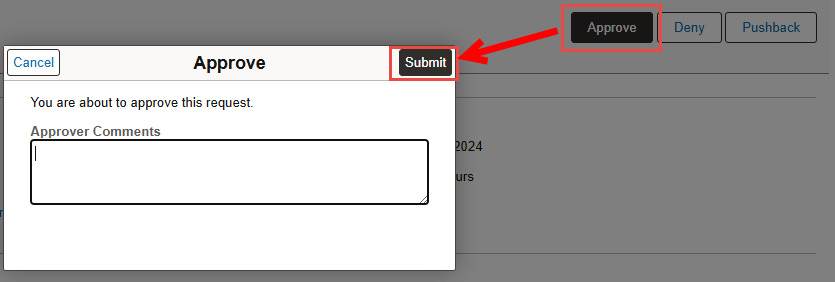 Approve Deny Pushback
Cancel Approve Submit
You are about to approve this request.
Approver Comments
2024
urs